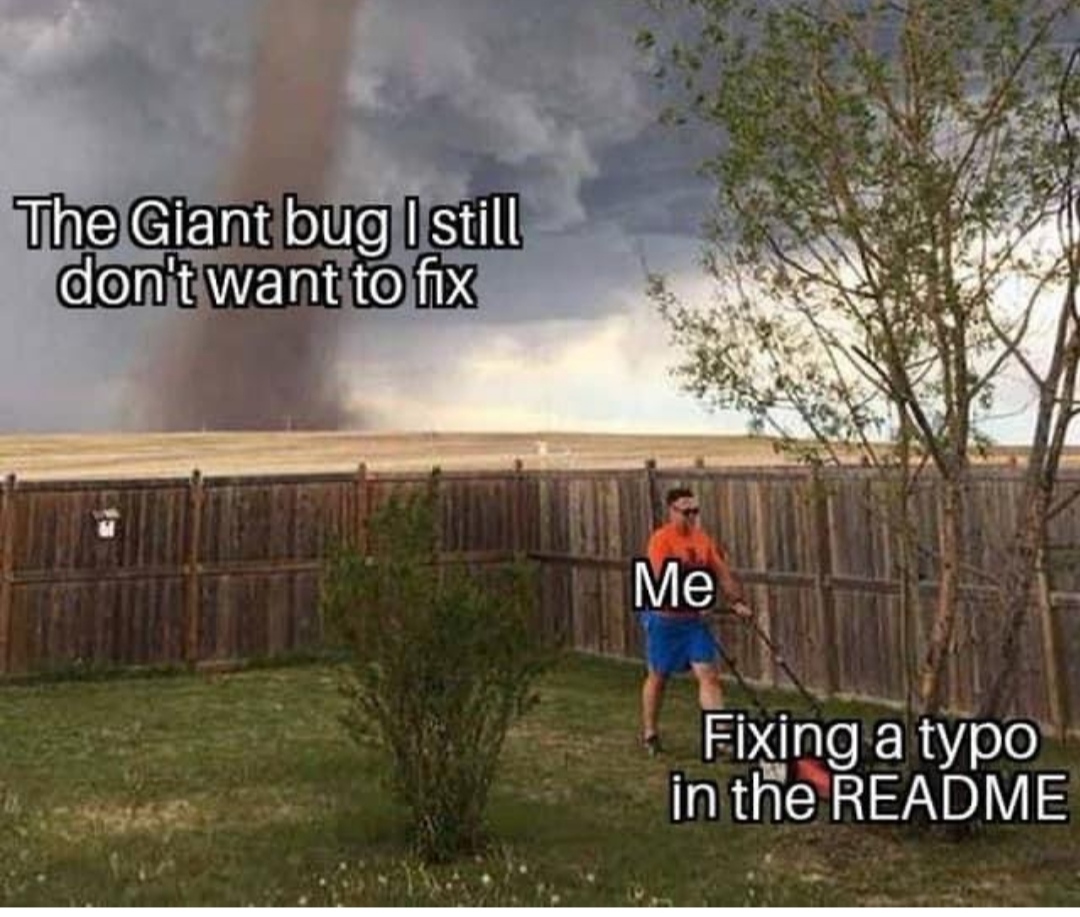 The Giant bug I still
don't want to fix
Me
Fixing a typo
in the README